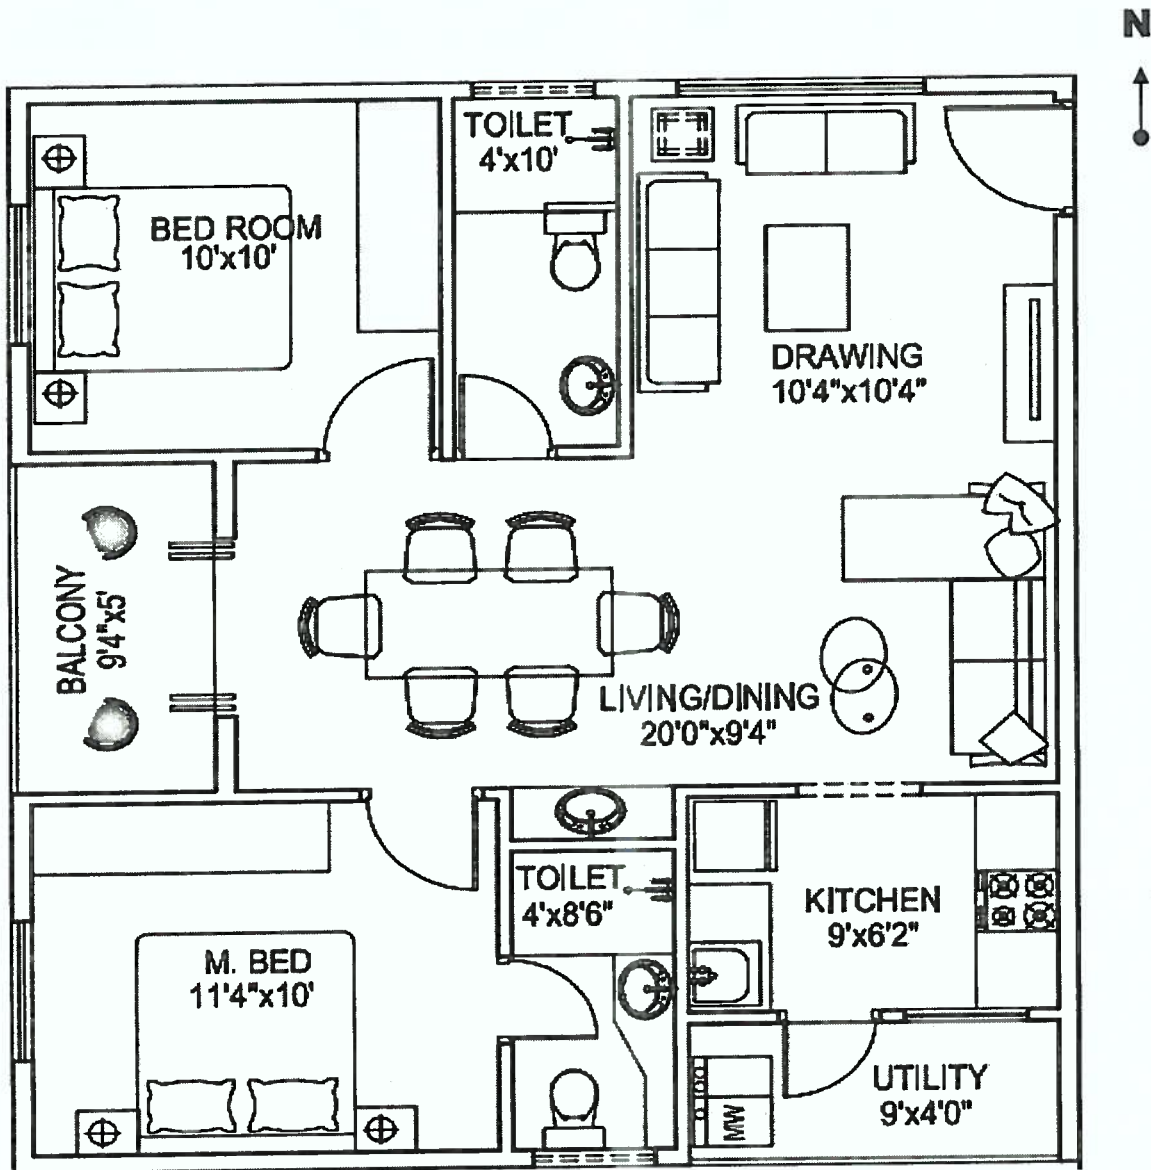 N
TOILET
4'x10'
BED ROOM
10'x10'
DRAWING
10'4"x10'4"
BALCONY
9'4"x5'
LIVING/DINING
20'0"x9'4"
TOILET
4'x8'6"
KITCHEN
9'x6'2"
M. BED
11'4"x10'
UTILITY
9'x4'0"
MW